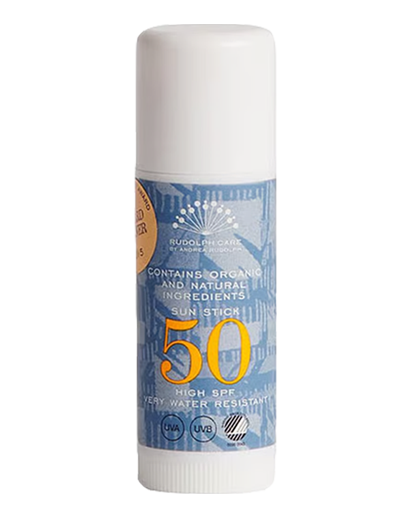 AWARD
RUDOLPH CARE
BY ANDREA RUDOLPH
CONTAINS ORGANIC
AND NATURAL
INGREDIENTS
SUN STICK
50
HIGH SPF
VERY WATER RESISTANT
UVA UVB